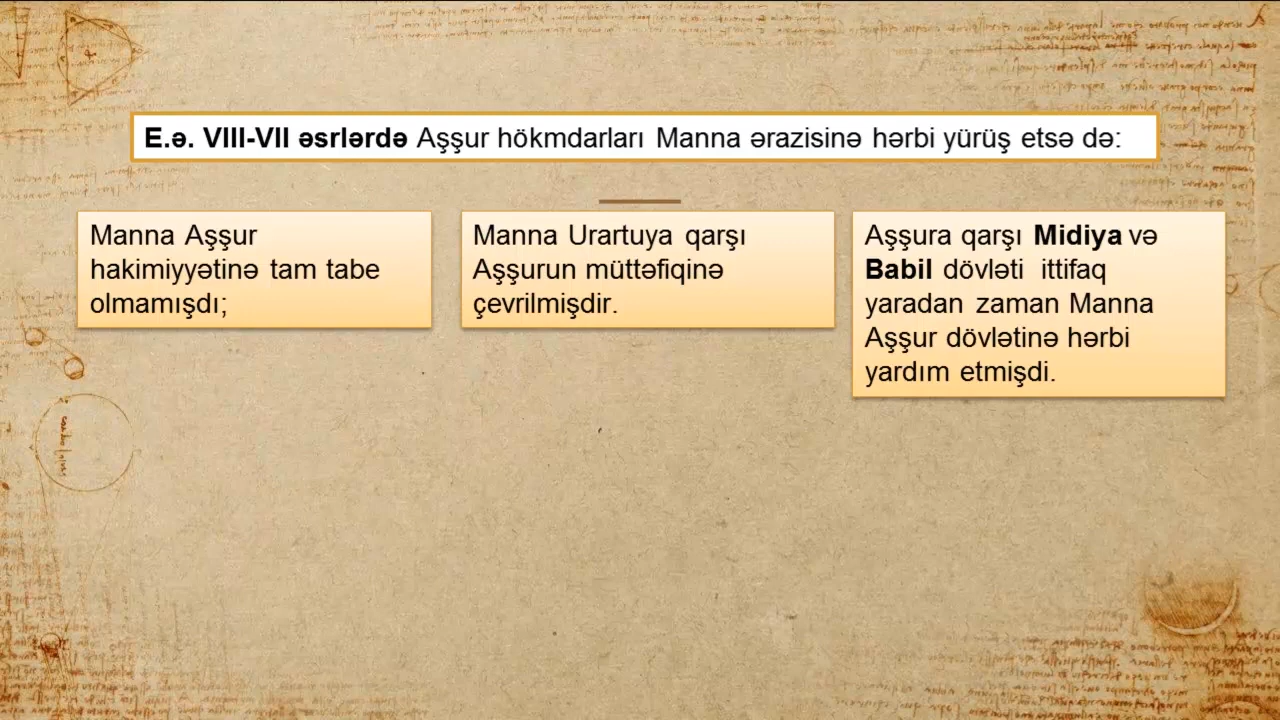 E.ə. VIII-VII əsrlərdə Aşşur hökmdarları Manna ərazisinə hərbi yürüş etsə də:
Manna Aşşur
hakimiyyətinə tam tabe
olmamışdı;
Manna Urartuya qarşı
Aşşurun müttəfiqinə
çevrilmişdir.
Aşşura qarşı Midiya və
Babil dövləti ittifaq
yaradan zaman Manna
Aşşur dövlətinə hərbi
yardım etmişdi.